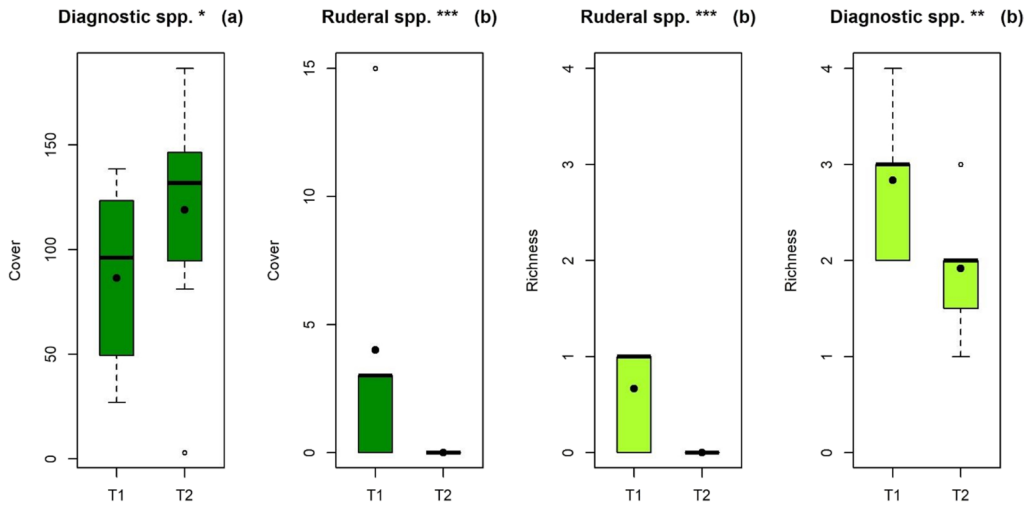 Diagnostic spp. * (a)
Cover
150
100
50
0
T1 T2
Ruderal spp. *** (b)
Cover
15
10
5
0
T1 T2
Ruderal spp. *** (b)
Richness
4
3
2
1
0
T1 T2
Diagnostic spp. ** (b)
Richness
4
3
2
1
0
T1 T2